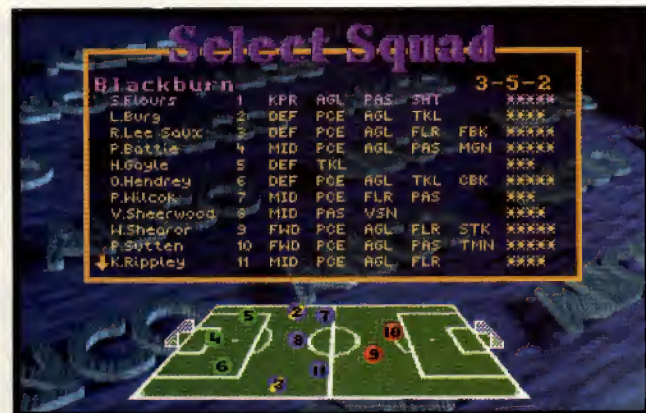 Select Squad
Blackburn 3-5-2
S.Flours 1 KPR AGL PAS SHT *****
L.Burg 2 DEF PCE AGL TKL ****
R.Lee Saux 3 DEF PCE AGL FLR FBK *****
P.Battie 4 MID PCE AGL PAS MGN *****
H.Goyle 5 DEF TKL ***
O.Hendrey 6 DEF PCE AGL TKL CBK *****
P.Wilcok 7 MID PCE FLR PAS ***
V.Sheerwood 8 MID PAS VSN ****
W.Shearor 9 FWD PCE AGL FLR STK *****
P.Sutten 10 FWD PCE AGL PAS TMN *****
K.Rippley 11 MID PCE AGL FLR ****
5 2 7
4 8 10
9
6 11
3